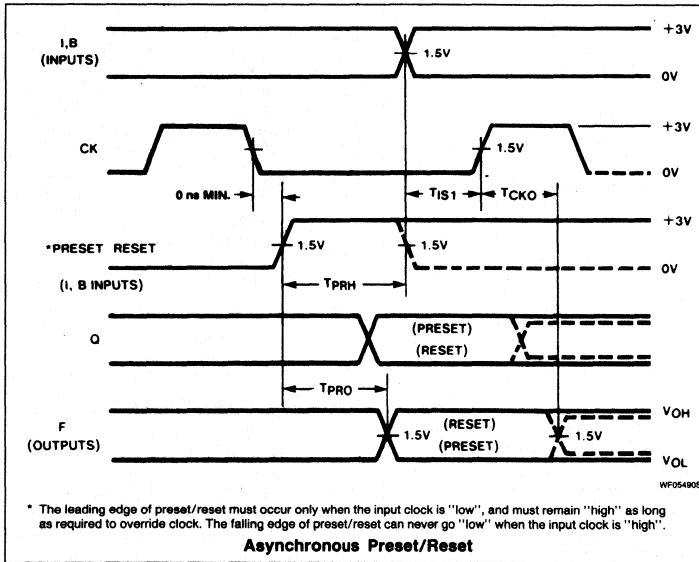 I,B
(INPUTS)
1.5V
+3V
0V
CK
1.5V
+3V
0V
0 ns MIN.
TIS1
TCKO
*PRESET RESET
(I, B INPUTS)
1.5V
1.5V
+3V
0V
TPRH
Q
(PRESET)
(RESET)
TPRO
F
(OUTPUTS)
1.5V
(RESET)
(PRESET)
1.5V
VOH
VOL
WF05490S
* The leading edge of preset/reset must occur only when the input clock is "low", and must remain "high" as long
as required to override clock. The falling edge of preset/reset can never go "low" when the input clock is "high".
Asynchronous Preset/Reset